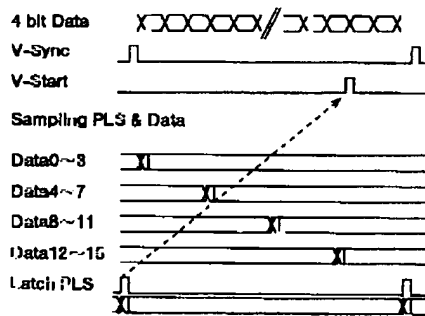 4 bit Data
V-Sync
V-Start
Sampling PLS & Data
Data0~3
Data4~7
Data8~11
Data12~15
Latch PLS